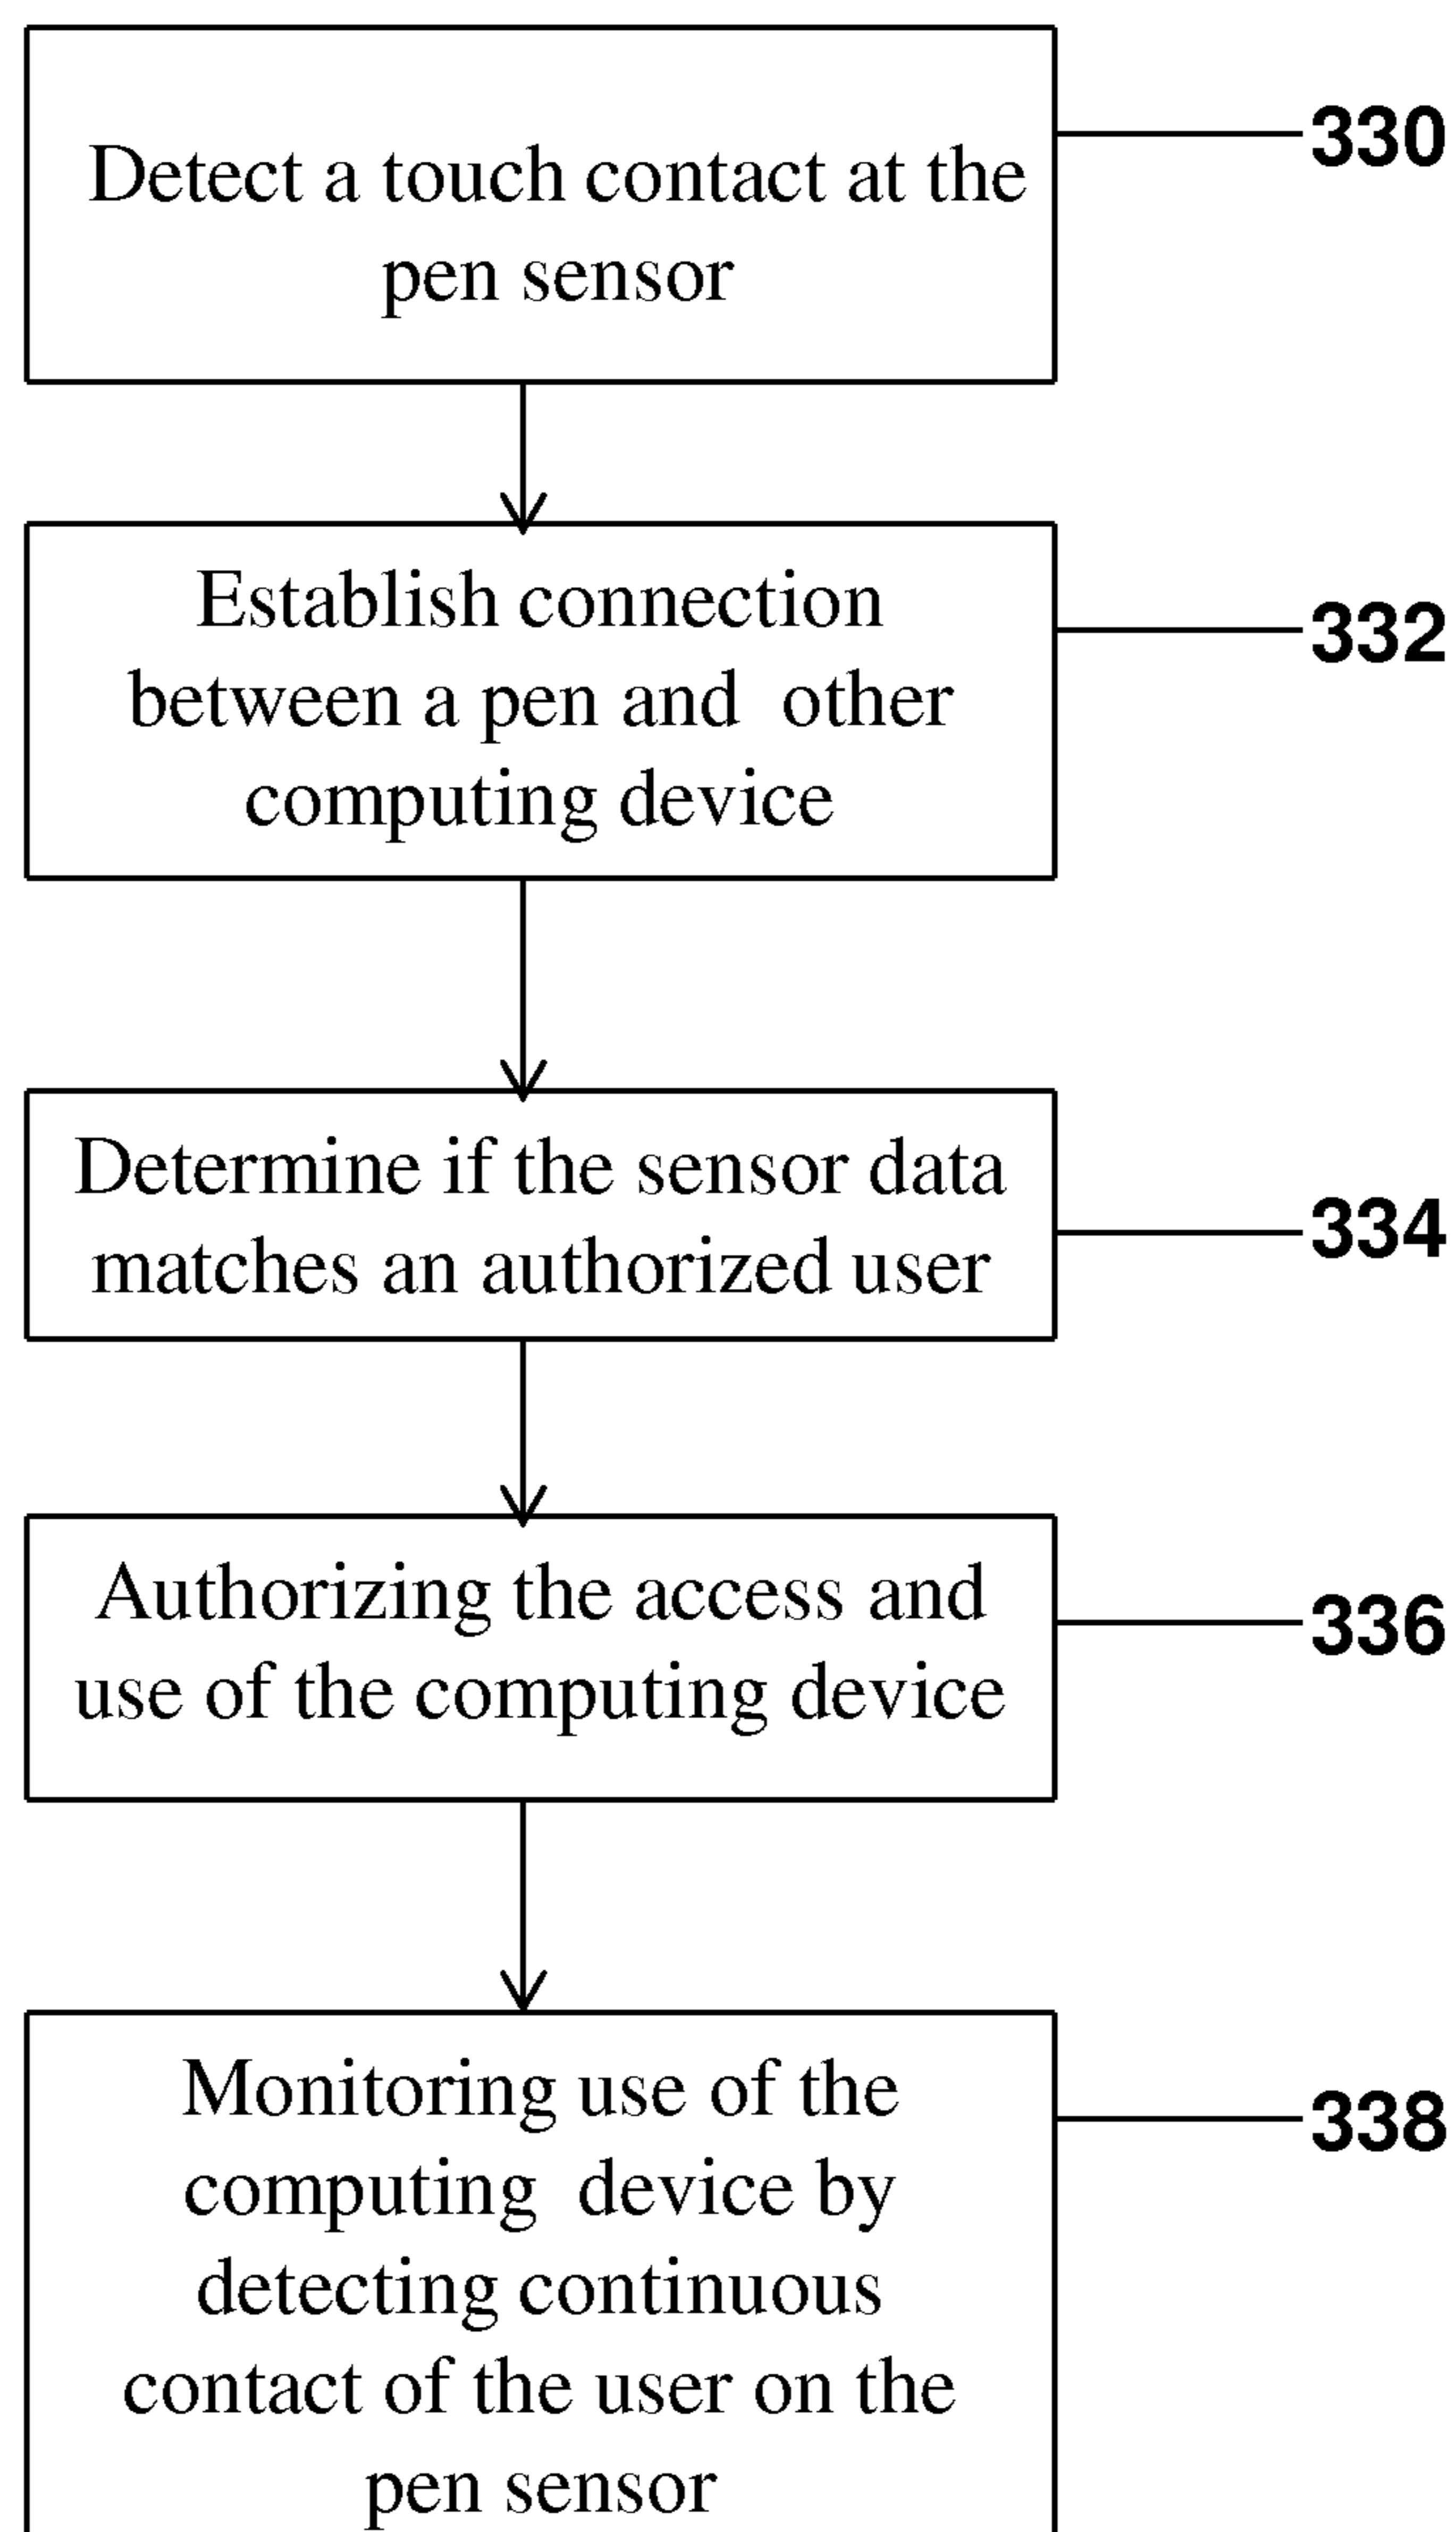 Detect a touch contact at the
pen sensor
330
Establish connection
between a pen and  other
computing device
332
Determine if the sensor data
matches an authorized user
334
Authorizing the access and
use of the computing device
336
Monitoring use of the
computing  device by
detecting continuous
contact of the user on the
pen sensor
338